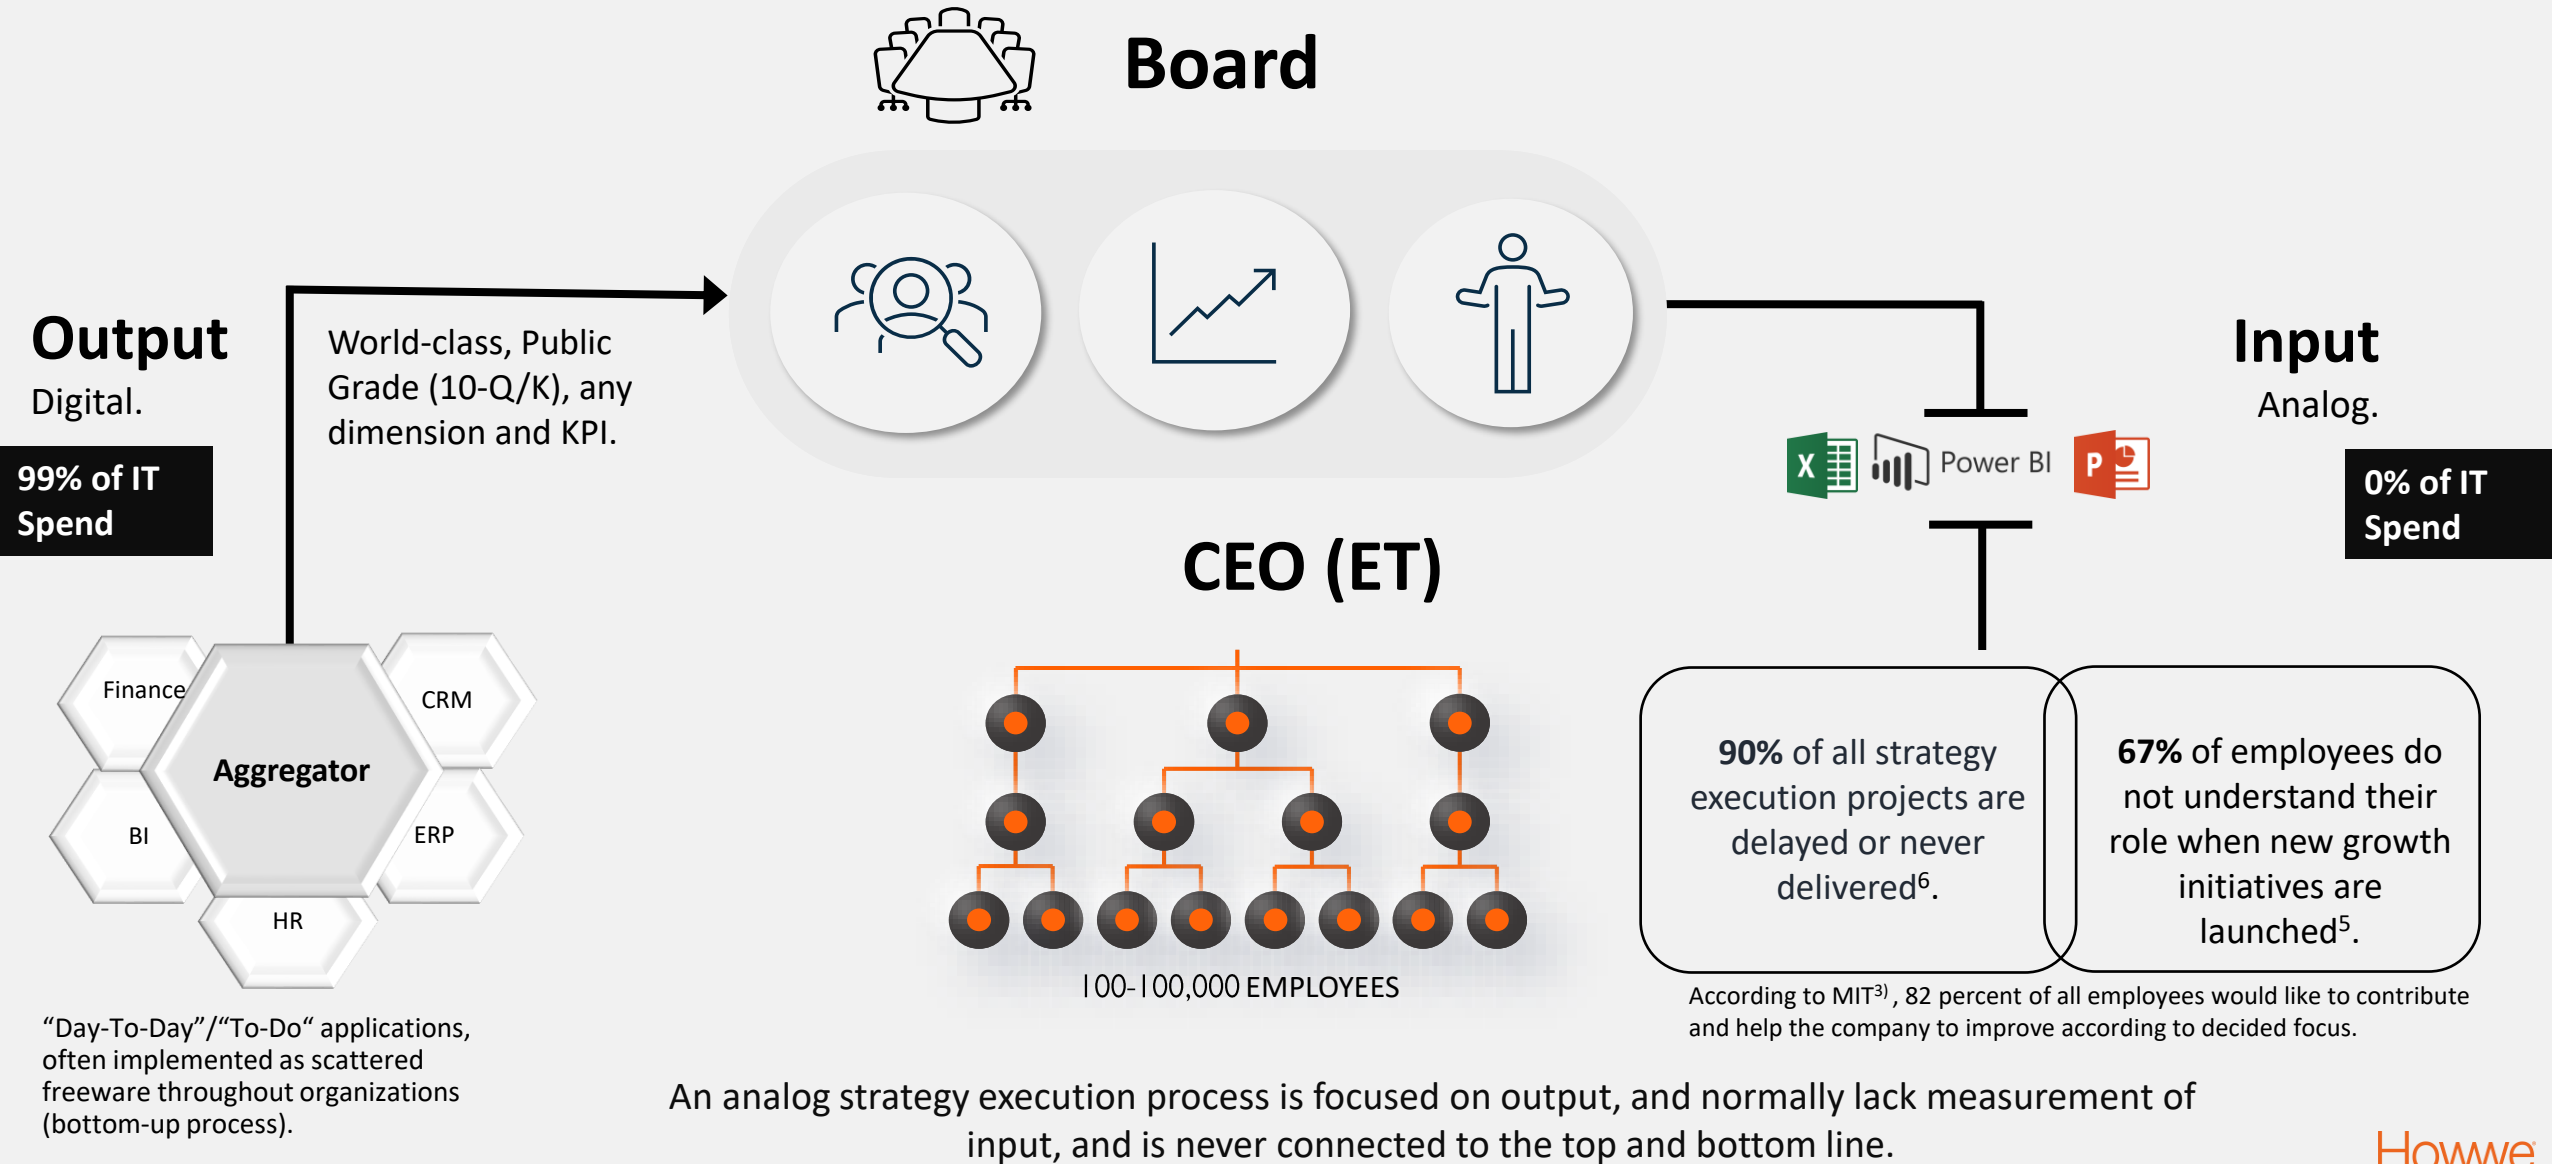 Board
Output
Digital.
99% of IT
Spend
World-class, Public
Grade (10-Q/K), any
dimension and KPI.
Input
Analog.
0% of IT
Spend
X
Power BI
P
CEO (ET)
Finance
CRM
Aggregator
BI
ERP
HR
100-100,000 EMPLOYEES
90% of all strategy
execution projects are
delayed or never
delivered⁶.
67% of employees do
not understand their
role when new growth
initiatives are
launched⁵.
According to MIT³⁾ , 82 percent of all employees would like to contribute
and help the company to improve according to decided focus.
“Day-To-Day”/“To-Do“ applications,
often implemented as scattered
freeware throughout organizations
(bottom-up process).
An analog strategy execution process is focused on output, and normally lack measurement of
input, and is never connected to the top and bottom line.
Howwe